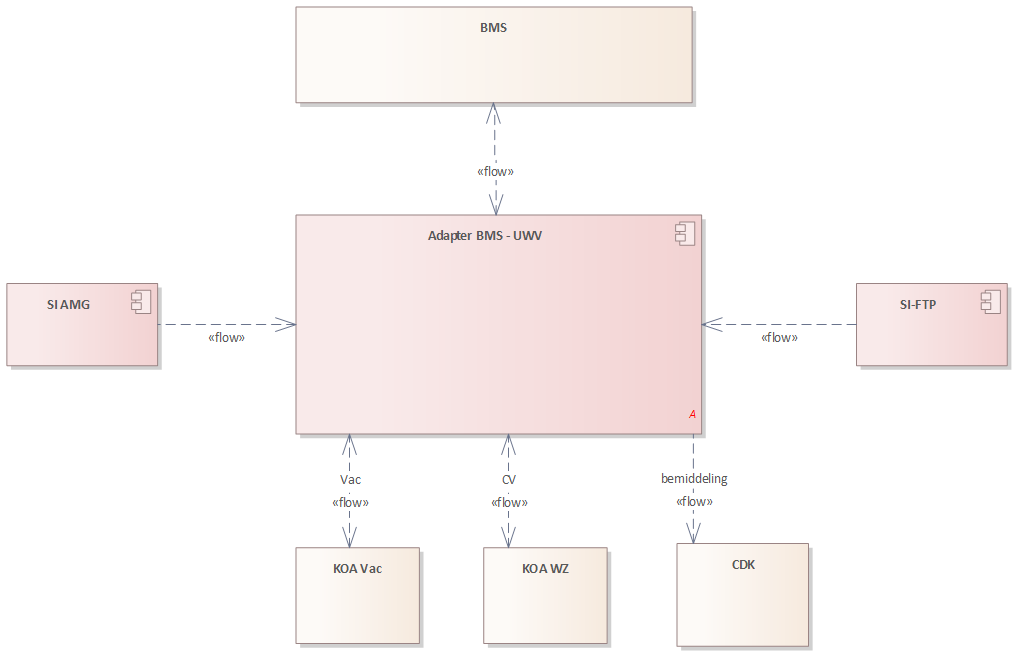 BMS
«flow»
Adapter BMS - UWV
SI AMG
SI-FTP
«flow»
«flow»
A
Vac
«flow»
CV
«flow»
bemiddeling
«flow»
KOA Vac
KOA WZ
CDK